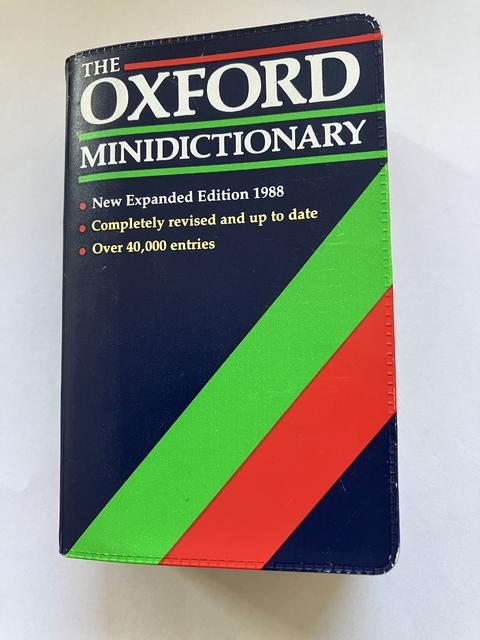 THE
OXFORD
MINIDICTIONARY
• New Expanded Edition 1988
• Completely revised and up to date
• Over 40,000 entries